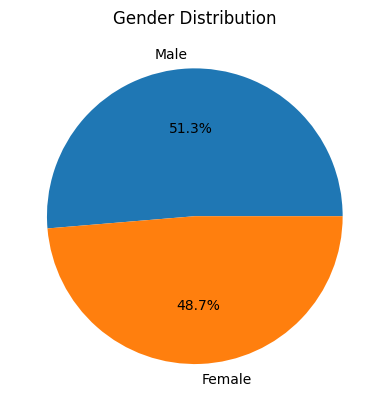 Gender Distribution
Male
51.3%
48.7%
Female